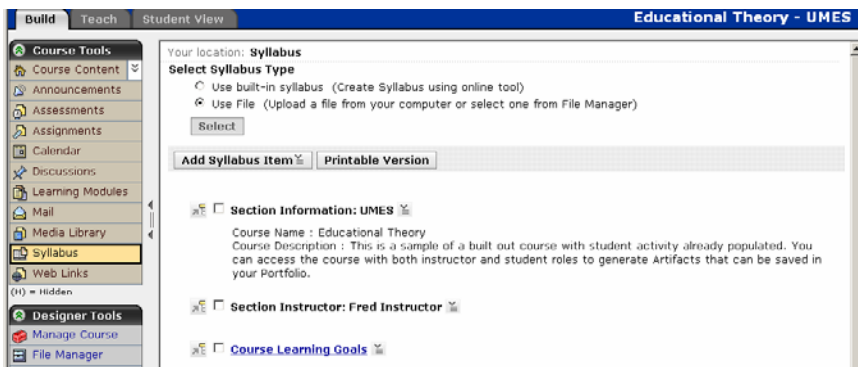 Build Teach Student View
Educational Theory - UMES
Course Tools
Course Content
Announcements
Assessments
Assignments
Calendar
Discussions
Learning Modules
Mail
Media Library
Syllabus
Web Links
(H) = Hidden
Designer Tools
Manage Course
File Manager
Your location: Syllabus
Select Syllabus Type
Use built-in syllabus (Create Syllabus using online tool)
Use File (Upload a file from your computer or select one from File Manager)
Select
Add Syllabus Item Printable Version
Section Information: UMES
Course Name : Educational Theory
Course Description : This is a sample of a built out course with student activity already populated. You
can access the course with both instructor and student roles to generate Artifacts that can be saved in
your Portfolio.
Section Instructor: Fred Instructor
Course Learning Goals